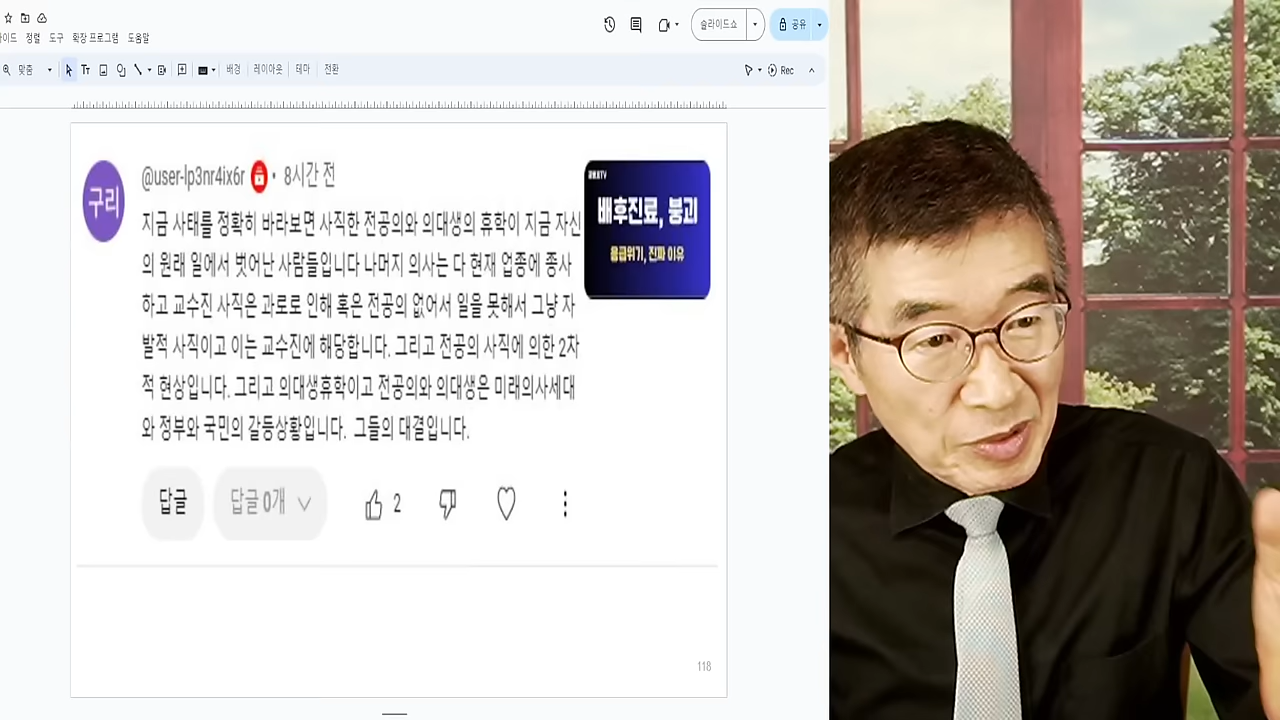 슬라이드쇼
공유
이드 정렬 도구 확장 프로그램 도움말
맞춤
배경 레이아웃 테마 전환
Rec
구리
@user-lp3nr4ix6r · 8시간 전
지금 사태를 정확히 바라보면 사직한 전공의와 의대생의 휴학이 지금 자신
의 원래 일에서 벗어난 사람들입니다 나머지 의사는 다 현재 업종에 종사
하고 교수진 사직은 과로로 인해 혹은 전공의 없어서 일을 못해서 그냥 자
발적 사직이고 이는 교수진에 해당합니다. 그리고 전공의 사직에 의한 2차
적 현상입니다. 그리고 의대생휴학이고 전공의와 의대생은 미래의사세대
와 정부와 국민의 갈등상황입니다. 그들의 대결입니다.
배후진료, 붕괴
응급위기, 진짜 이유
답글
답글 0개
2
118